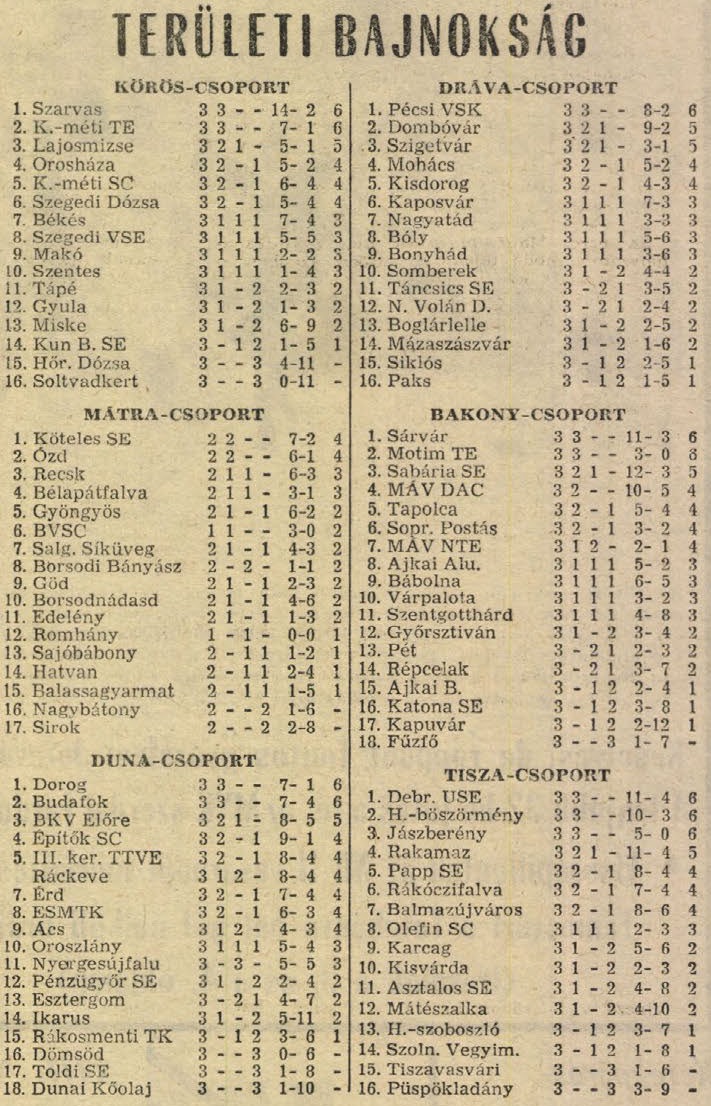 TERÜLETI BAJNOKSÁG
KÖRÖS-CSOPORT
1. Szarvas 3 3 - - 14- 2 6
2. K.-méti TE 3 3 - - 7- 1 6
3. Lajosmizse 3 2 1 - 5- 1 5
4. Orosháza 3 2 - 1 5- 2 4
5. K.-méti SC 3 2 - 1 6- 4 4
6. Szegedi Dózsa 3 2 - 1 5- 4 4
7. Békés 3 1 1 1 7- 4 3
8. Szegedi VSE 3 1 1 1 5- 5 3
9. Makó 3 1 1 1 2- 2 3
10. Szentes 3 1 1 1 1- 4 3
11. Tápé 3 1 - 2 2- 3 2
12. Gyula 3 1 - 2 1- 3 2
13. Miske 3 1 - 2 6- 9 2
14. Kun B. SE 3 - 1 2 1- 5 1
15. Hőr. Dózsa 3 - - 3 4-11 -
16. Soltvadkert 3 - - 3 0-11 -
MÁTRA-CSOPORT
1. Köteles SE 2 2 - - 7-2 4
2. Ózd 2 2 - - 6-1 4
3. Recsk 2 1 1 - 6-3 3
4. Bélapátfalva 2 1 1 - 3-1 3
5. Gyöngyös 2 1 - 1 6-2 2
6. BVSC 1 1 - - 3-0 2
7. Salg. Síküveg 2 1 - 1 4-3 2
8. Borsodi Bányász 2 - 2 - 1-1 2
9. Göd 2 1 - 1 2-3 2
10. Borsodnádasd 2 1 - 1 4-6 2
11. Edelény 2 1 - 1 1-3 2
12. Romhány 1 - 1 - 0-0 1
13. Sajóbábony 2 - 1 1 1-2 1
14. Hatvan 2 - 1 1 2-4 1
15. Balassagyarmat 2 - 1 1 1-5 1
16. Nagybátony 2 - - 2 1-6 -
17. Sirok 2 - - 2 2-8 -
DUNA-CSOPORT
1. Dorog 3 3 - - 7- 1 6
2. Budafok 3 3 - - 7- 4 6
3. BKV Előre 3 2 1 - 8- 5 5
4. Építők SC 3 2 - 1 9- 1 4
5. III. ker. TTVE 3 2 - 1 8- 4 4
Ráckeve 3 1 2 - 8- 4 4
7. Érd 3 2 - 1 7- 4 4
8. ESMTK 3 2 - 1 6- 3 4
9. Ács 3 1 2 - 4- 3 4
10. Oroszlány 3 1 1 1 5- 4 3
11. Nyergesújfalu 3 - 3 - 5- 5 3
12. Pénzügyőr SE 3 1 - 2 2- 4 2
13. Esztergom 3 - 2 1 4- 7 2
14. Ikarus 3 1 - 2 5-11 2
15. Rákosmenti TK 3 - 1 2 3- 6 1
16. Dömsöd 3 - - 3 0- 6 -
17. Toldi SE 3 - - 3 1- 8 -
18. Dunai Kőolaj 3 - - 3 1-10 -
DRÁVA-CSOPORT
1. Pécsi VSK 3 3 - - 8-2 6
2. Dombóvár 3 2 1 - 9-2 5
3. Szigetvár 3 2 1 - 3-1 5
4. Mohács 3 2 - 1 5-2 4
5. Kisdorog 3 2 - 1 4-3 4
6. Kaposvár 3 1 1 1 7-3 3
7. Nagyatád 3 1 1 1 3-3 3
8. Bóly 3 1 1 1 5-6 3
9. Bonyhád 3 1 1 1 3-6 3
10. Somberek 3 1 - 2 4-4 2
11. Táncsics SE 3 - 2 1 3-5 2
12. N. Volán D. 3 - 2 1 2-4 2
13. Boglárlelle 3 1 - 2 2-5 2
14. Mázaszászvár 3 1 - 2 1-6 2
15. Siklós 3 - 1 2 2-5 1
16. Paks 3 - 1 2 1-5 1
BAKONY-CSOPORT
1. Sárvár 3 3 - - 11- 3 6
2. Motim TE 3 3 - - 3- 0 6
3. Sabária SE 3 2 1 - 12- 3 5
4. MÁV DAC 3 2 - - 10- 5 4
5. Tapolca 3 2 - 1 5- 4 4
6. Sopr. Postás 3 2 - 1 3- 2 4
7. MÁV NTE 3 1 2 - 2- 1 4
8. Ajkai Alu. 3 1 1 1 5- 2 3
9. Bábolna 3 1 1 1 6- 5 3
10. Várpalota 3 1 1 1 3- 2 3
11. Szentgotthárd 3 1 1 1 4- 8 3
12. Győrsztiván 3 1 - 2 3- 4 2
13. Pét 3 - 2 1 2- 3 2
14. Répcelak 3 - 2 1 3- 7 2
15. Ajkai B. 3 - 1 2 2- 4 1
16. Katona SE 3 - 1 2 3- 8 1
17. Kapuvár 3 - 1 2 2-12 1
18. Fűzfő 3 - - 3 1- 7 -
TISZA-CSOPORT
1. Debr. USE 3 3 - - 11- 4 6
2. H.-böszörmény 3 3 - - 10- 3 6
3. Jászberény 3 3 - - 5- 0 6
4. Rakamaz 3 2 1 - 11- 4 5
5. Papp SE 3 2 - 1 8- 4 4
6. Rákóczifalva 3 2 - 1 7- 4 4
7. Balmazújváros 3 2 - 1 8- 6 4
8. Olefin SC 3 1 1 1 2- 3 3
9. Karcag 3 1 - 2 5- 6 2
10. Kisvárda 3 1 - 2 2- 3 2
11. Asztalos SE 3 1 - 2 4- 8 2
12. Mátészalka 3 1 - 2 4-10 2
13. H.-szoboszló 3 - 1 2 3- 7 1
14. Szoln. Vegyim. 3 - 1 2 1- 8 1
15. Tiszavasvári 3 - - 3 1- 6 -
16. Püspökladány 3 - - 3 3- 9 -